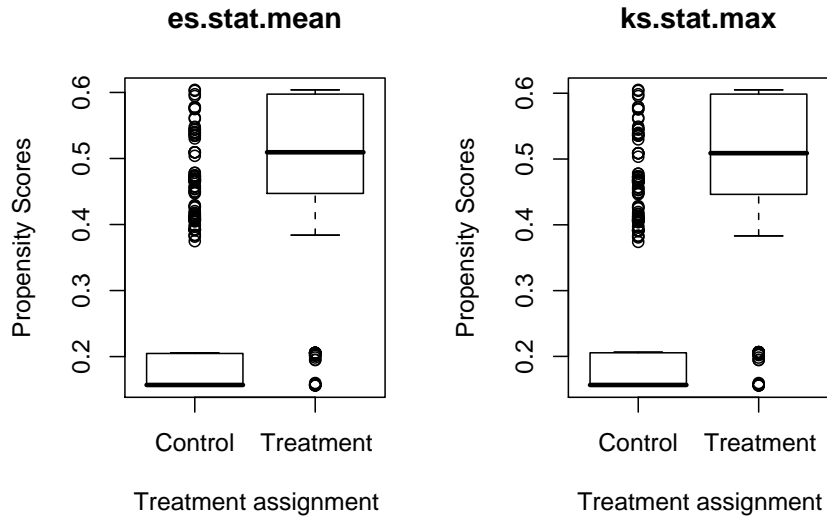 es.stat.mean
Propensity Scores
0.6
0.5
0.4
0.3
0.2
Control Treatment
Treatment assignment
ks.stat.max
Propensity Scores
0.6
0.5
0.4
0.3
0.2
Control Treatment
Treatment assignment